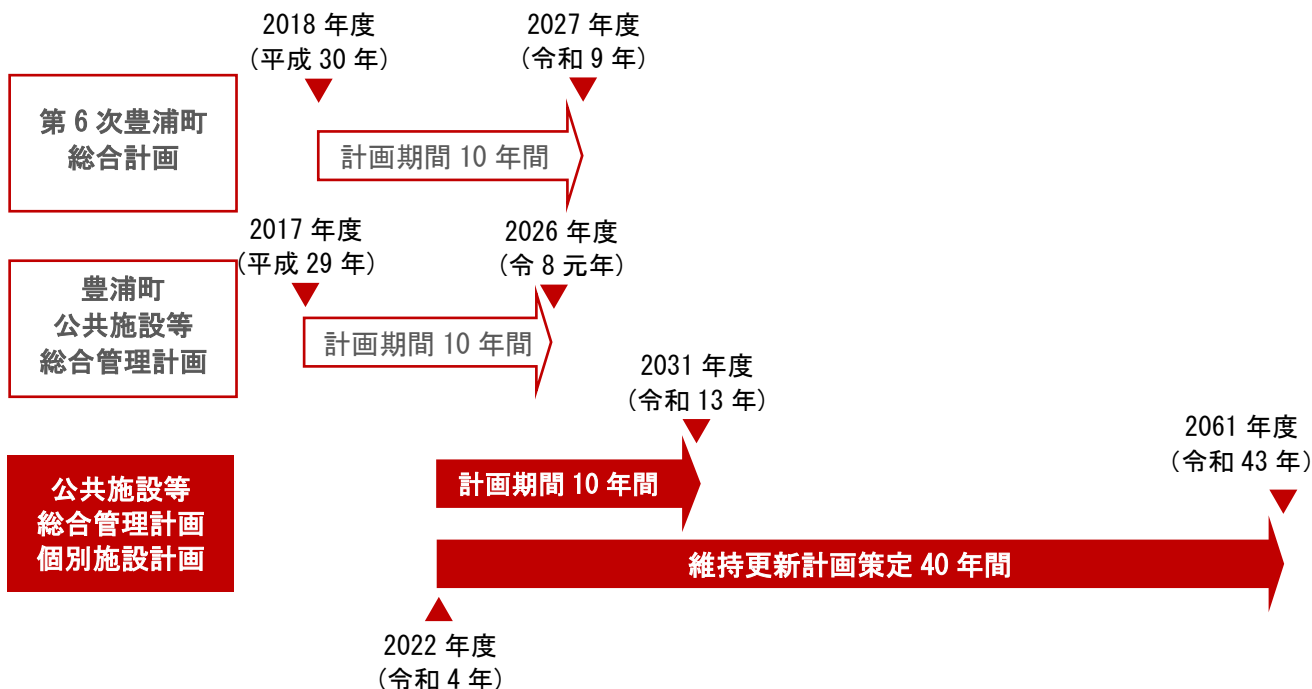 2018 年度
（平成 30 年）
2027 年度
（令和 9 年）
第 6 次豊浦町
総合計画
計画期間 10 年間
2017 年度
（平成 29 年）
2026 年度
（令 8 元年）
豊浦町
公共施設等
総合管理計画
計画期間 10 年間
2031 年度
（令和 13 年）
2061 年度
（令和 43 年）
公共施設等
総合管理計画
個別施設計画
計画期間 10 年間
維持更新計画策定 40 年間
2022 年度
（令和 4 年）